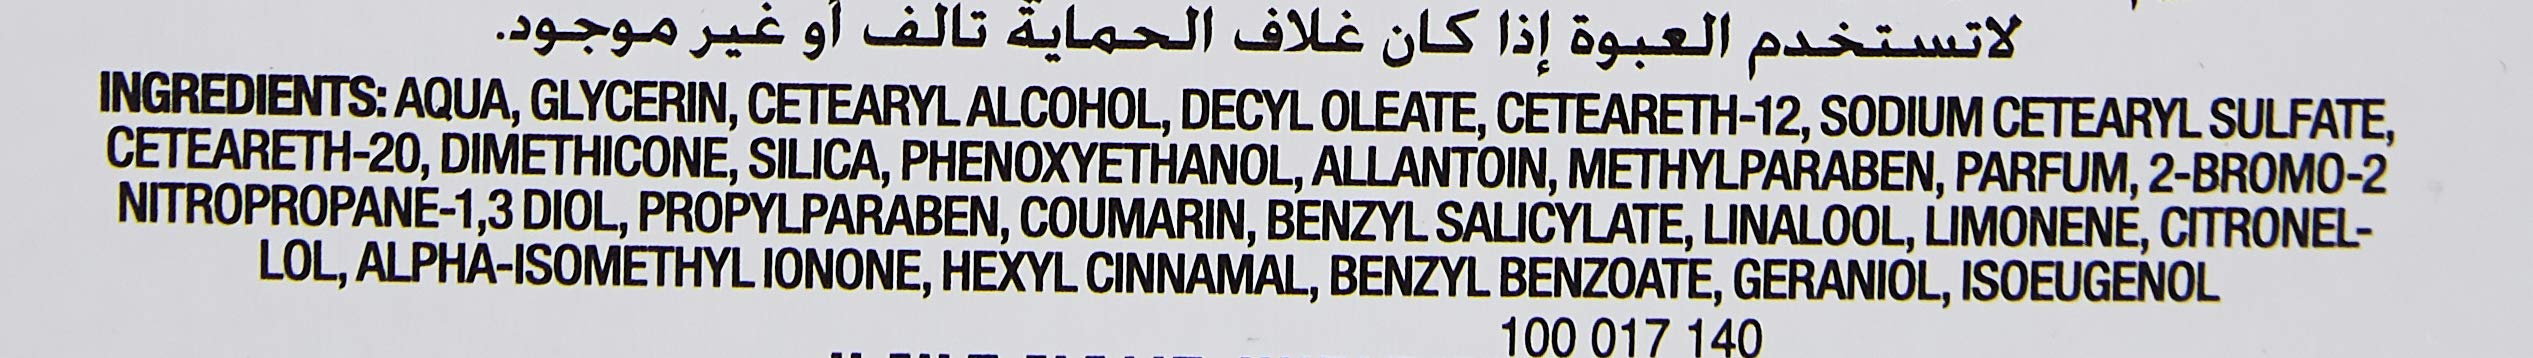 لاتستخدم العبوة إذا كان غلاف الحماية تالف أو غير موجود.
INGREDIENTS: AQUA, GLYCERIN, CETEARYL ALCOHOL, DECYL OLEATE, CETEARETH-12, SODIUM CETEARYL SULFATE,
CETEARETH-20, DIMETHICONE, SILICA, PHENOXYETHANOL, ALLANTOIN, METHYLPARABEN, PARFUM, 2-BROMO-2
NITROPROPANE-1,3 DIOL, PROPYLPARABEN, COUMARIN, BENZYL SALICYLATE, LINALOOL, LIMONENE, CITRONEL-
LOL, ALPHA-ISOMETHYL IONONE, HEXYL CINNAMAL, BENZYL BENZOATE, GERANIOL, ISOEUGENOL
100 017 140